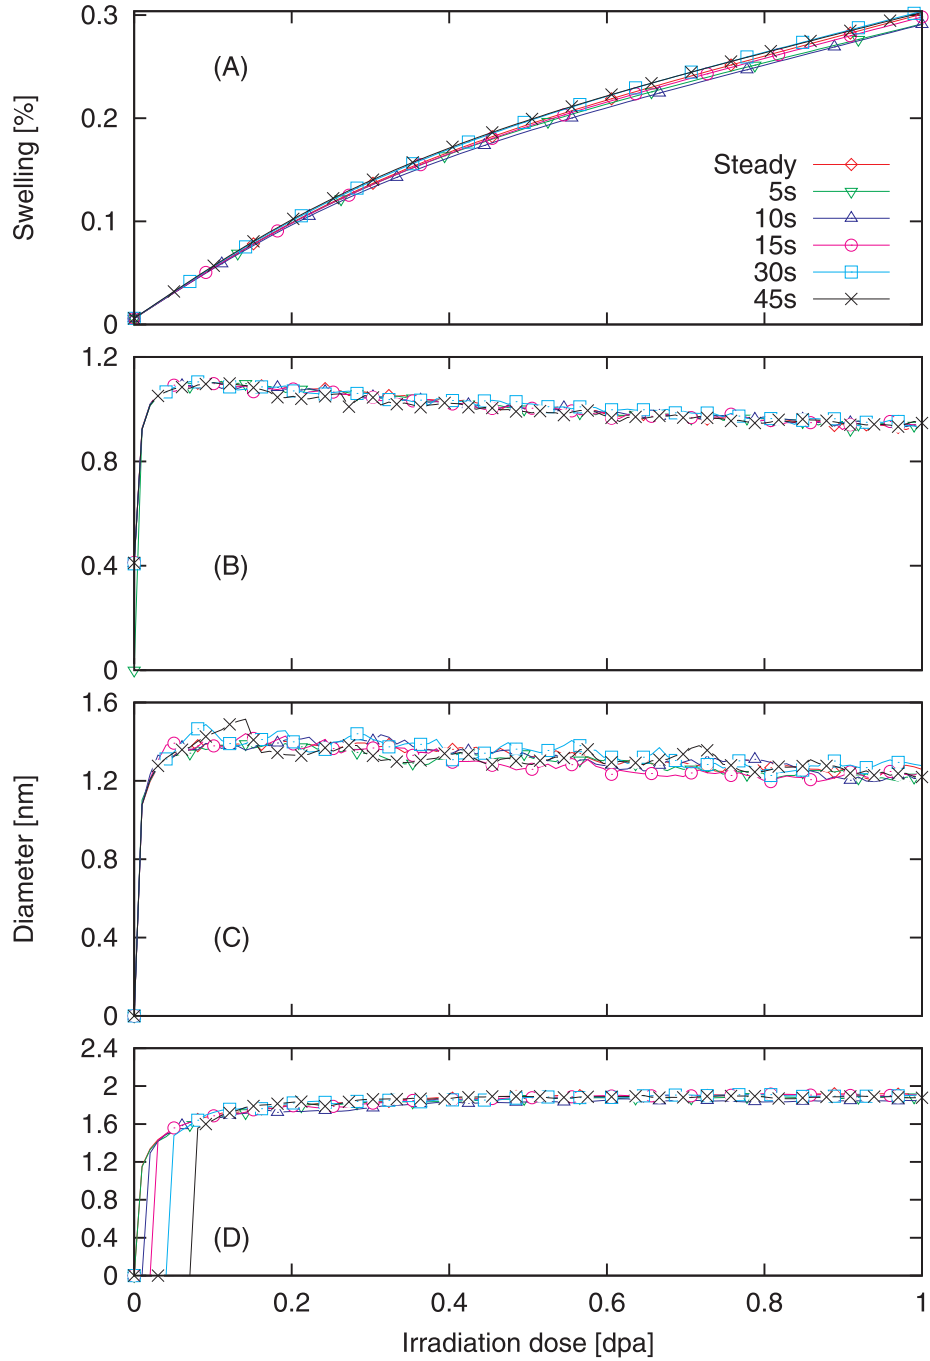 0.3
(A)
0.2
Swelling [%]
Steady
5s
0.1
10s
15s
30s
45s
0
1.2
0.8
0.4
(B)
0
1.6
1.2
0.8
Diameter [nm]
0.4
(C)
0
2.4
2
1.6
1.2
0.8
0.4
(D)
0
0 0.2 0.4 0.6 0.8 1
Irradiation dose [dpa]